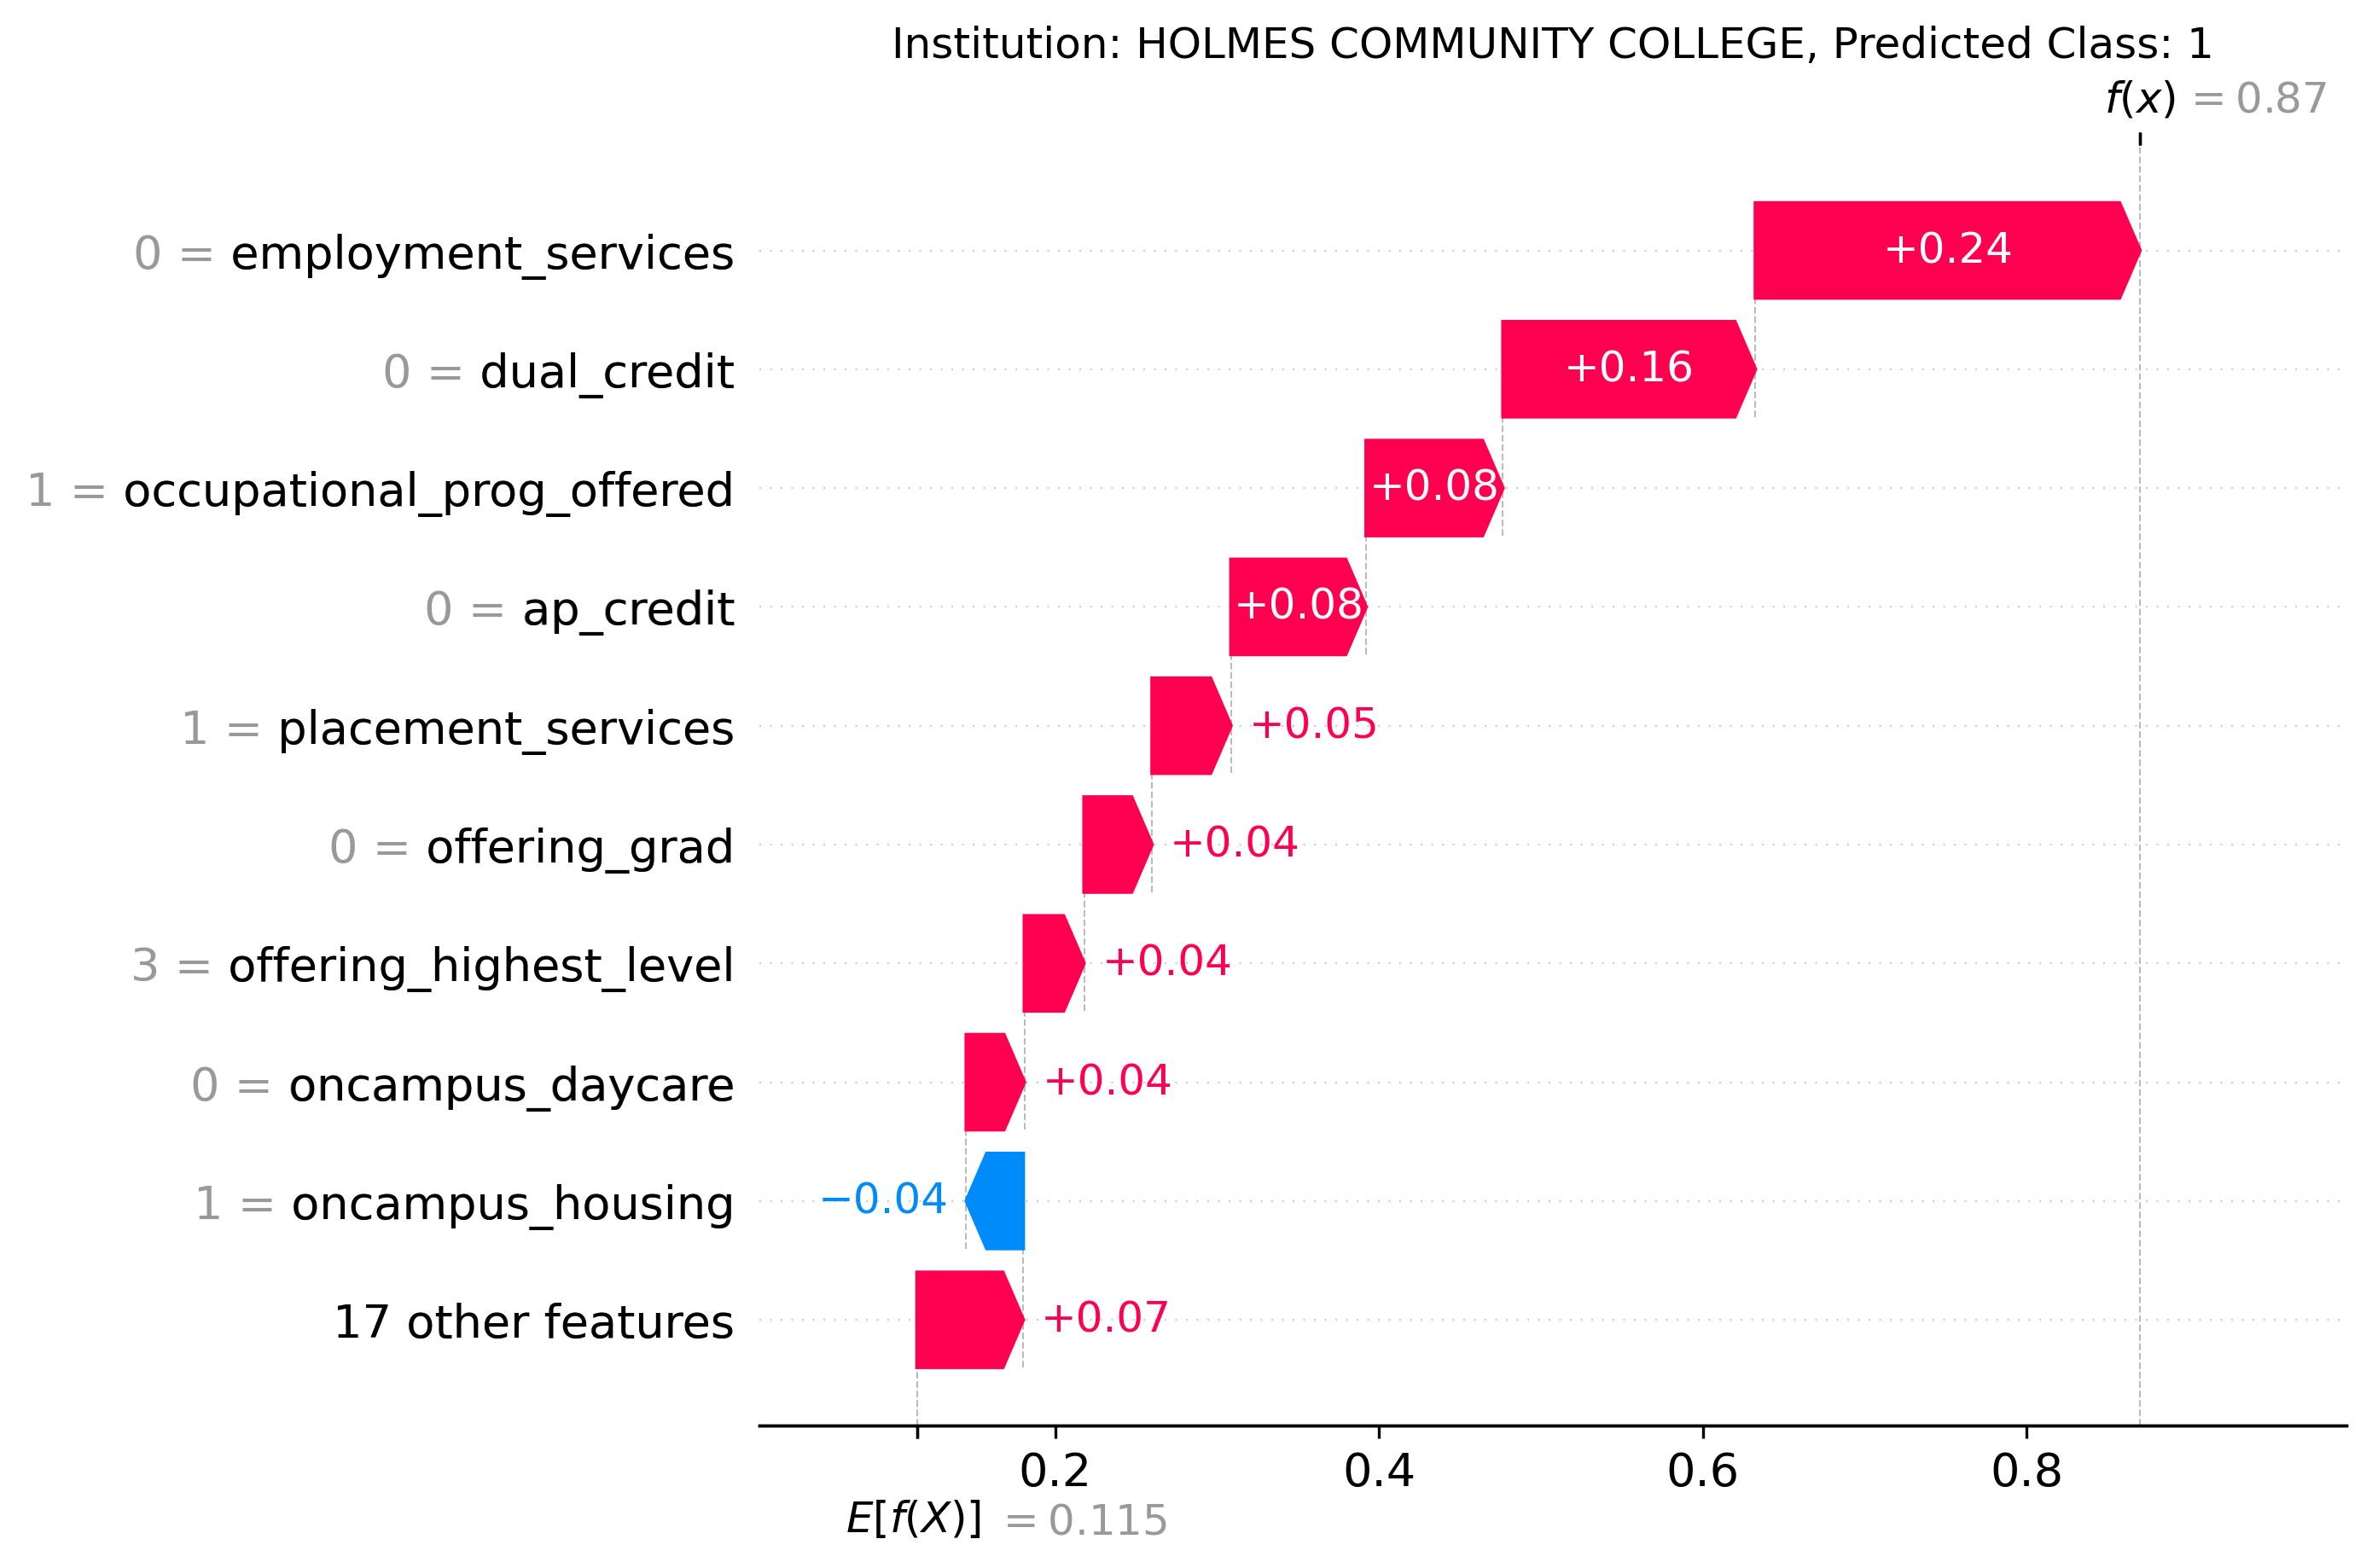 Institution: HOLMES COMMUNITY COLLEGE, Predicted Class: 1
f(x) = 0.87
0 = employment_services +0.24
0 = dual_credit +0.16
1 = occupational_prog_offered +0.08
0 = ap_credit +0.08
1 = placement_services +0.05
0 = offering_grad +0.04
3 = offering_highest_level +0.04
0 = oncampus_daycare +0.04
1 = oncampus_housing −0.04
17 other features +0.07
0.2 0.4 0.6 0.8
E[f(X)] = 0.115